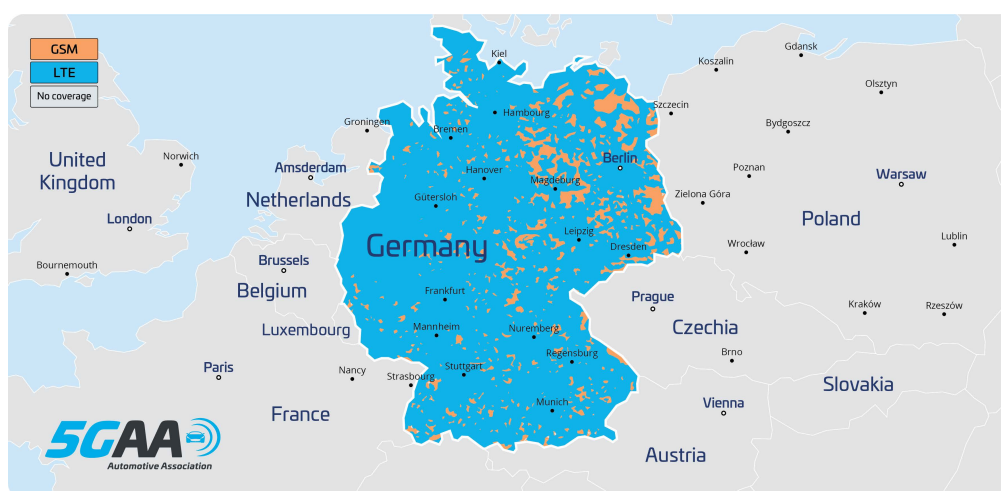 GSM
LTE
No coverage
Kiel
Gdansk
Koszalin
Olsztyn
Szczecin
Hambourg
Groningen
Bremen
Bydgoszcz
United
Kingdom
Norwich
Amsderdam
Hanover
Magdeburg
Berlin
Poznan
Warsaw
Netherlands
Gütersloh
Zielona Góra
London
Poland
Germany
Leipzig
Dresden
Wrocław
Lublin
Bournemouth
Brussels
Belgium
Frankfurt
Prague
Kraków
Rzeszów
Luxembourg
Mannheim
Nuremberg
Czechia
Regensburg
Brno
Paris
Nancy
Strasbourg
Stuttgart
Slovakia
France
Munich
Vienna
5GAA
Automotive Association
Austria